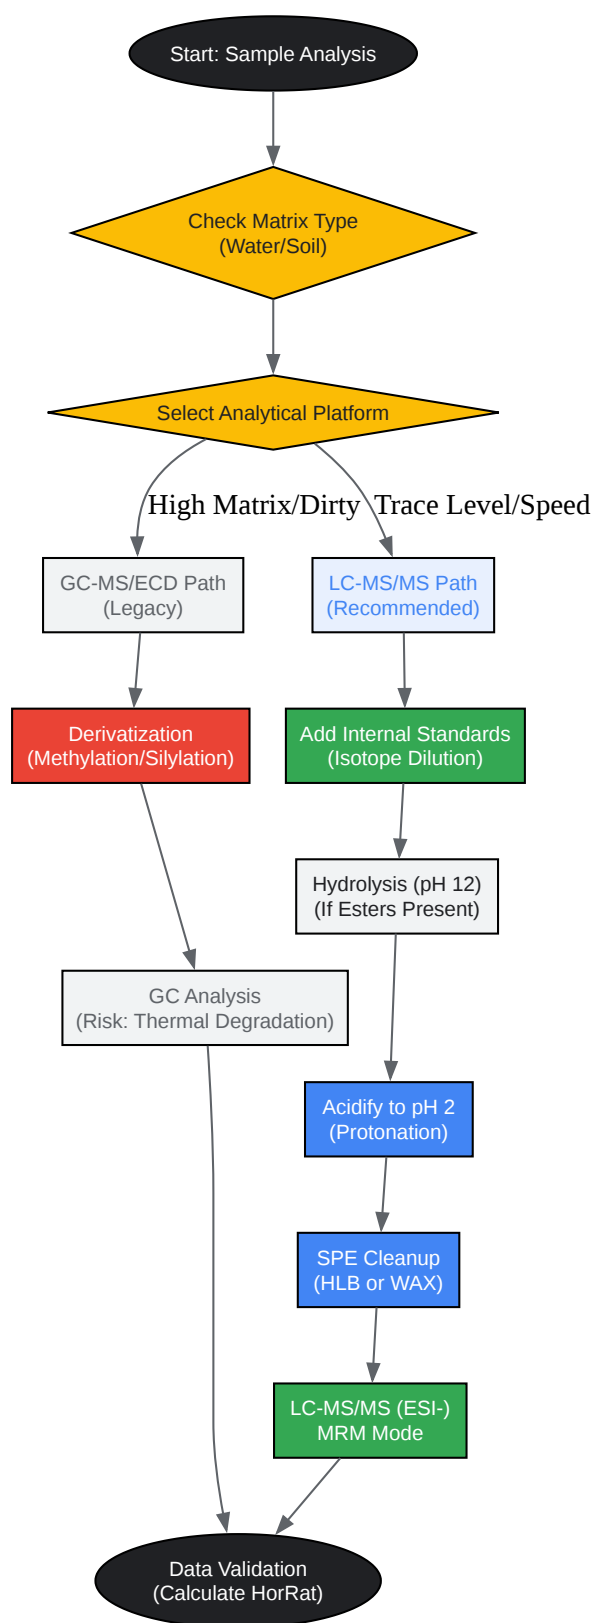 Start: Sample Analysis
Check Matrix Type
(Water/Soil)
Select Analytical Platform
High Matrix/Dirty
Trace Level/Speed
GC-MS/ECD Path
(Legacy)
LC-MS/MS Path
(Recommended)
Derivatization
(Methylation/Silylation)
Add Internal Standards
(Isotope Dilution)
Hydrolysis (pH 12)
(If Esters Present)
GC Analysis
(Risk: Thermal Degradation)
Acidify to pH 2
(Protonation)
SPE Cleanup
(HLB or WAX)
LC-MS/MS (ESI-)
MRM Mode
Data Validation
(Calculate HorRat)